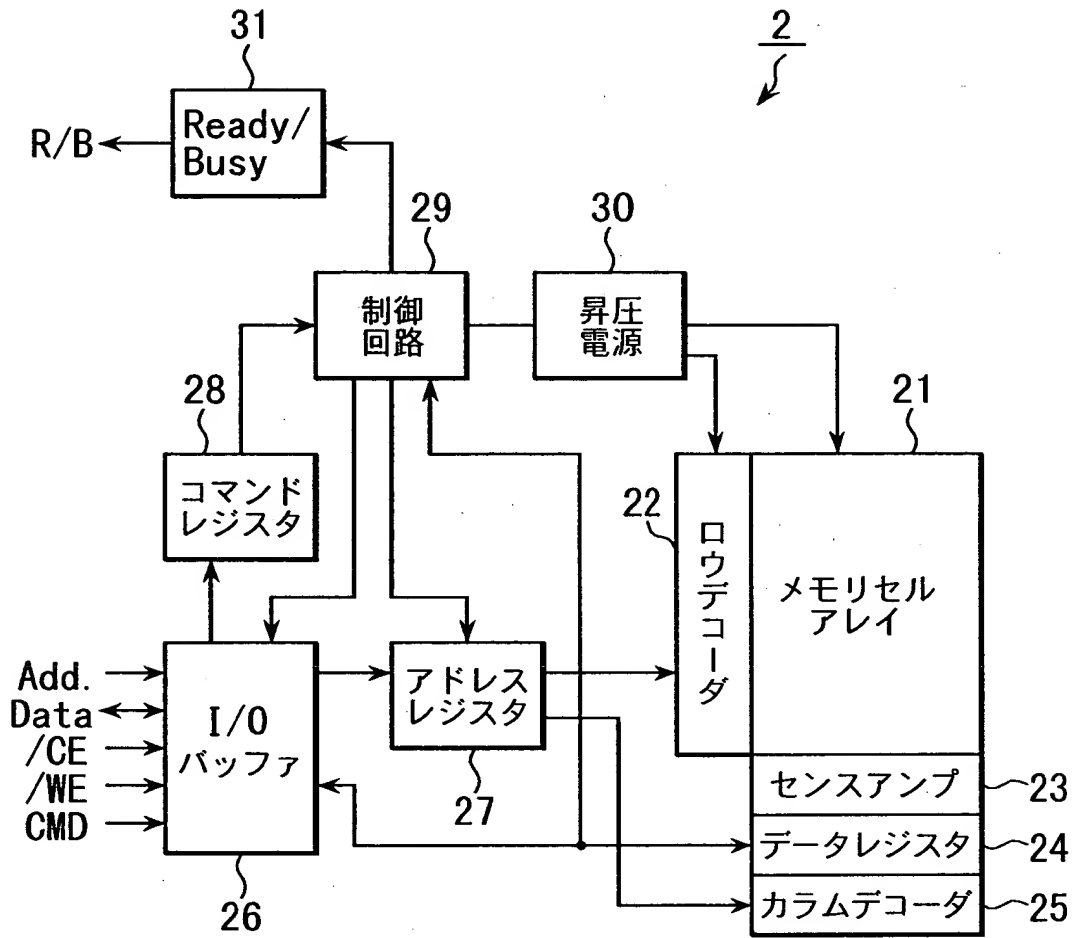 2
31
Ready/
Busy
R/B
29
制御
回路
30
昇圧
電源
28
コマンド
レジスタ
21
メモリセル
アレイ
22
ロウデコーダ
Add.
Data
/CE
/WE
CMD
I/O
バッファ
26
アドレス
レジスタ
27
センスアンプ
23
データレジスタ
24
カラムデコーダ
25